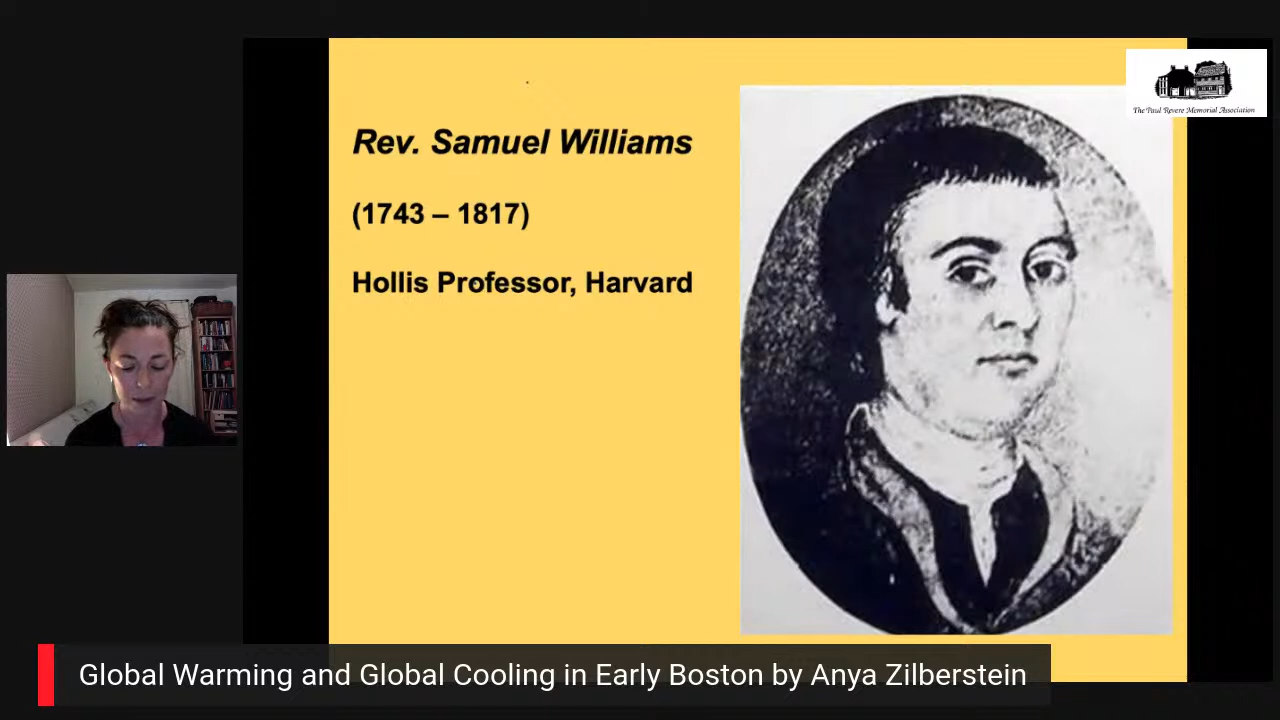 Rev. Samuel Williams
(1743 – 1817)
Hollis Professor, Harvard
The Paul Revere Memorial Association
Global Warming and Global Cooling in Early Boston by Anya Zilberstein